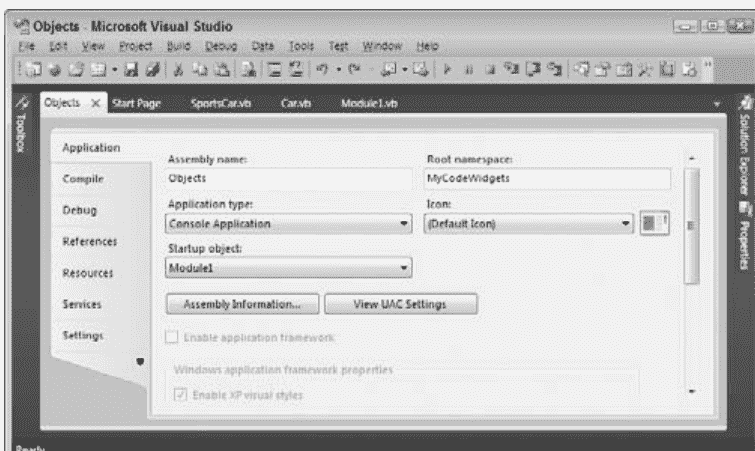 Objects - Microsoft Visual Studio
File Edit View Project Build Debug Data Tools Test Window Help
Objects X Start Page SportsCar.vb Car.vb Module1.vb
Toolbox
Solution Explorer
Properties
Application
Compile
Debug
References
Resources
Services
Settings
Assembly name: Root namespace:
Objects MyCodeWidgets
Application type: Icon:
Console Application (Default Icon)
Startup object:
Module1
Assembly Information... View UAC Settings
Enable application framework
Windows application framework properties
Enable XP visual styles
Ready